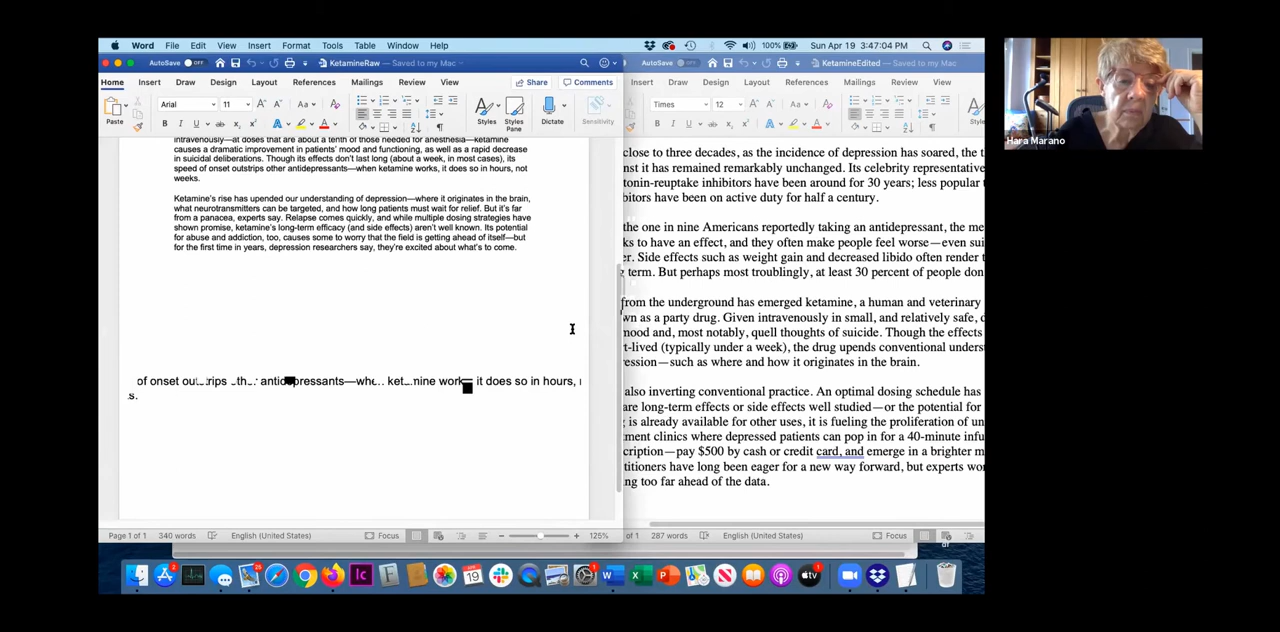 Word File Edit View Insert Format Tools Table Window Help
100% Sun Apr 19 3:47:04 PM
AutoSave OFF KetamineRaw — Saved to my Mac
Home Insert Draw Design Layout References Mailings Review View
Share Comments
Arial 11
Paste
Styles
Styles Pane
Dictate
Sensitivity
intravenously—at doses that are about a tenth of those needed for anesthesia—ketamine
causes a dramatic improvement in patients' mood and functioning, as well as a rapid decrease
in suicidal deliberations. Though its effects don't last long (about a week, in most cases), its
speed of onset outstrips other antidepressants—when ketamine works, it does so in hours, not
weeks.
Ketamine's rise has upended our understanding of depression—where it originates in the brain,
what neurotransmitters can be targeted, and how long patients must wait for relief. But it's far
from a panacea, experts say. Relapse comes quickly, and while multiple dosing strategies have
shown promise, ketamine's long-term efficacy (and side effects) aren't well known. Its potential
for abuse and addiction, too, causes some to worry that the field is getting ahead of itself—but
for the first time in years, depression researchers say, they're excited about what's to come.
of onset it does so in hours,
s.
Page 1 of 1 340 words English (United States) Focus 125%
AutoSave OFF KetamineEdited — Saved to my Mac
Insert Draw Design Layout References Mailings Review View
Times 12
Styles
Styles Pane
close to three decades, as the incidence of depression has soared, the
it has remained remarkably unchanged. Its celebrity representative
inhibitors have been around for 30 years; less popular
have been on active duty for half a century.
the one in nine Americans reportedly taking an antidepressant, the
to have an effect, and they often make people feel worse—even
Side effects such as weight gain and decreased libido often render
term. But perhaps most troublingly, at least 30 percent of people
from the underground has emerged ketamine, a human and veterinary
as a party drug. Given intravenously in small, and relatively safe,
mood and, most notably, quell thoughts of suicide. Though the effects
(typically under a week), the drug upends conventional
such as where and how it originates in the brain.
also inverting conventional practice. An optimal dosing schedule has
are long-term effects or side effects well studied—or the potential for
is already available for other uses, it is fueling the proliferation of
clinics where depressed patients can pop in for a 40-minute
pay $500 by cash or credit card, and emerge in a brighter
have long been eager for a new way forward, but experts
too far ahead of the data.
of 1 287 words English (United States) Focus
Hara Marano